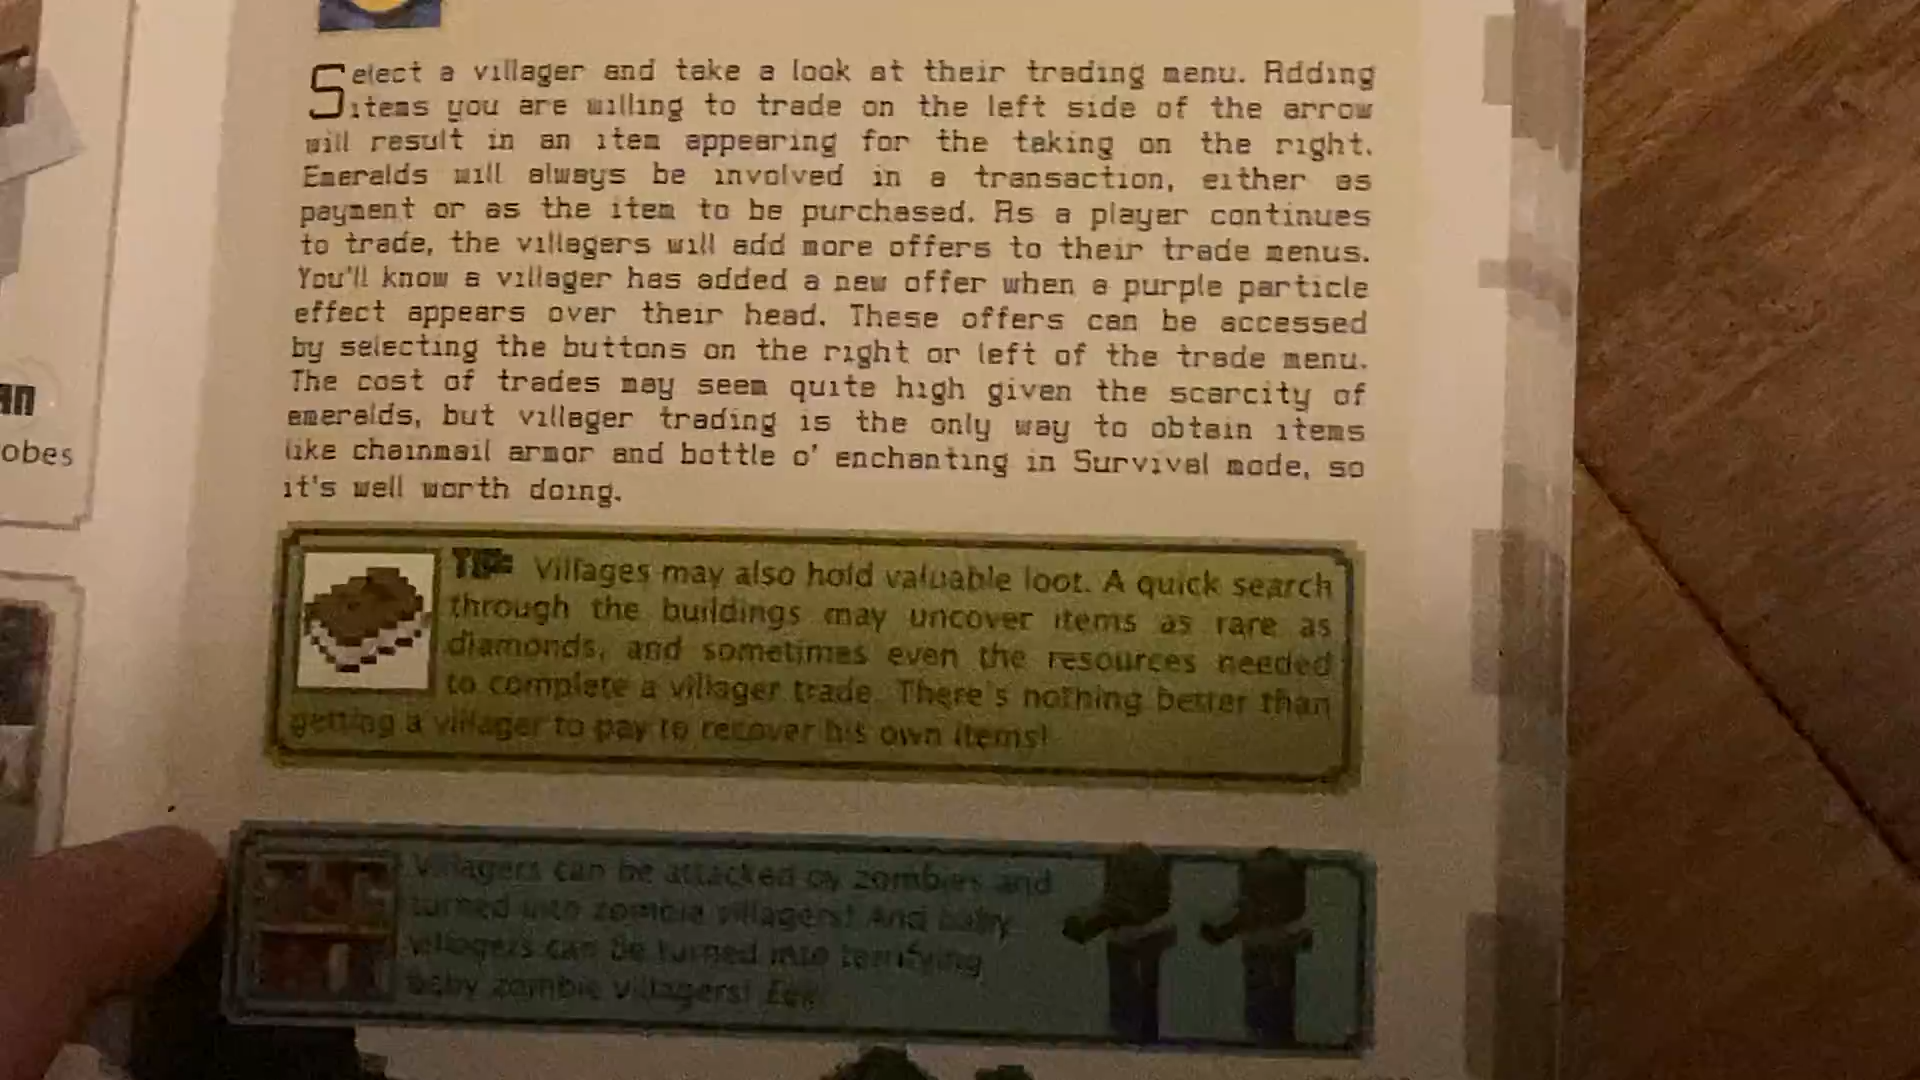 Select a villager and take a look at their trading menu. Adding
items you are willing to trade on the left side of the arrow
will result in an item appearing for the taking on the right.
Emeralds will always be involved in a transaction, either as
payment or as the item to be purchased. As a player continues
to trade, the villagers will add more offers to their trade menus.
You'll know a villager has added a new offer when a purple particle
effect appears over their head. These offers can be accessed
by selecting the buttons on the right or left of the trade menu.
The cost of trades may seem quite high given the scarcity of
emeralds, but villager trading is the only way to obtain items
like chainmail armor and bottle o' enchanting in Survival mode, so
it's well worth doing.
TIP: Villages may also hold valuable loot. A quick search
through the buildings may uncover items as rare as
diamonds, and sometimes even the resources needed
to complete a villager trade. There's nothing better than
getting a villager to pay to recover his own items!
Villagers can be attacked by zombies and
turned into zombie villagers! And baby
villagers can be turned into terrifying
baby zombie villagers! Eek
obes